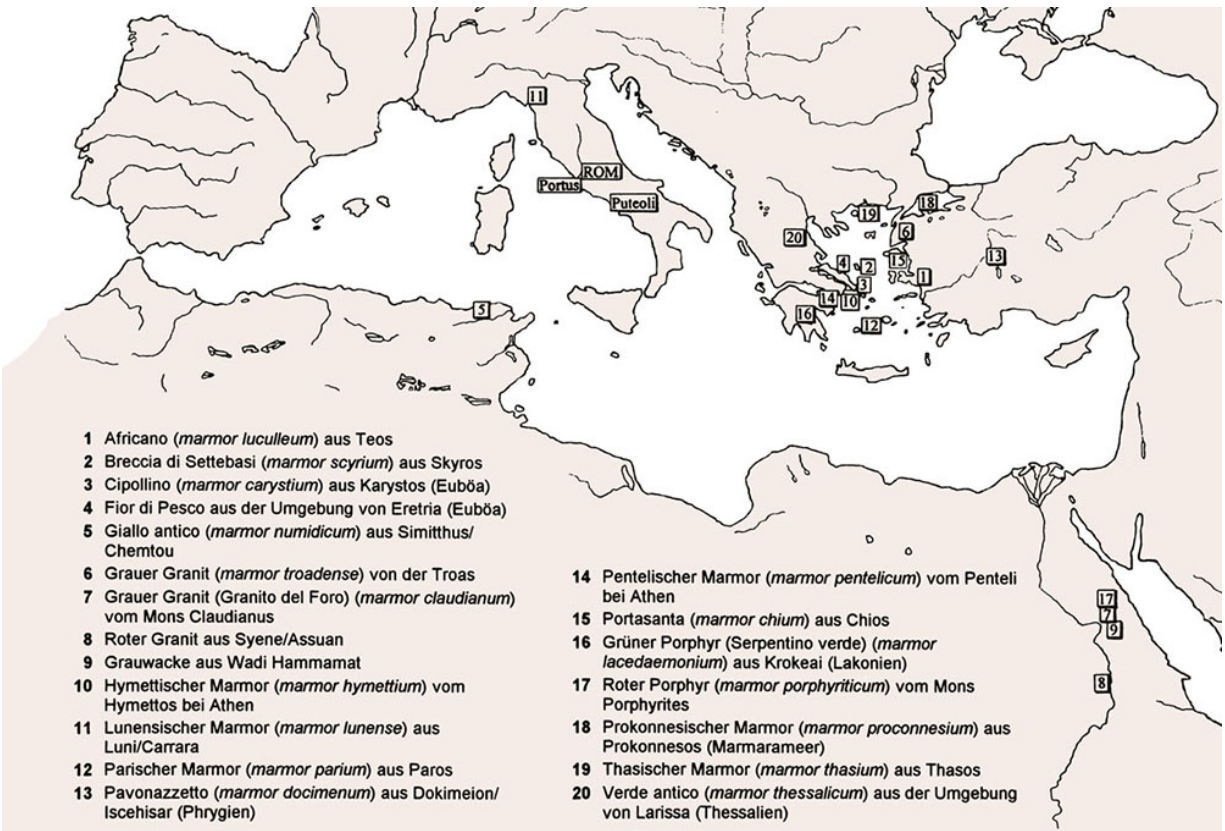 11
ROM
Portus
Puteoli
18
19
6
20
15
13
4
2
1
3
14
10
5
16
12
17
7
9
8
1 Africano (marmor luculleum) aus Teos
2 Breccia di Settebasi (marmor scyrium) aus Skyros
3 Cipollino (marmor carystium) aus Karystos (Euböa)
4 Fior di Pesco aus der Umgebung von Eretria (Euböa)
5 Giallo antico (marmor numidicum) aus Simitthus/
Chemtou
6 Grauer Granit (marmor troadense) von der Troas
7 Grauer Granit (Granito del Foro) (marmor claudianum)
vom Mons Claudianus
8 Roter Granit aus Syene/Assuan
9 Grauwacke aus Wadi Hammamat
10 Hymettischer Marmor (marmor hymettium) vom
Hymettos bei Athen
11 Lunensischer Marmor (marmor lunense) aus
Luni/Carrara
12 Parischer Marmor (marmor parium) aus Paros
13 Pavonazzetto (marmor docimenum) aus Dokimeion/
Iscehisar (Phrygien)
14 Pentelischer Marmor (marmor pentelicum) vom Penteli
bei Athen
15 Portasanta (marmor chium) aus Chios
16 Grüner Porphyr (Serpentino verde) (marmor
lacedaemonium) aus Krokeai (Lakonien)
17 Roter Porphyr (marmor porphyriticum) vom Mons
Porphyrites
18 Prokonnesischer Marmor (marmor proconnesium) aus
Prokonnesos (Marmarameer)
19 Thasischer Marmor (marmor thasium) aus Thasos
20 Verde antico (marmor thessalicum) aus der Umgebung
von Larissa (Thessalien)